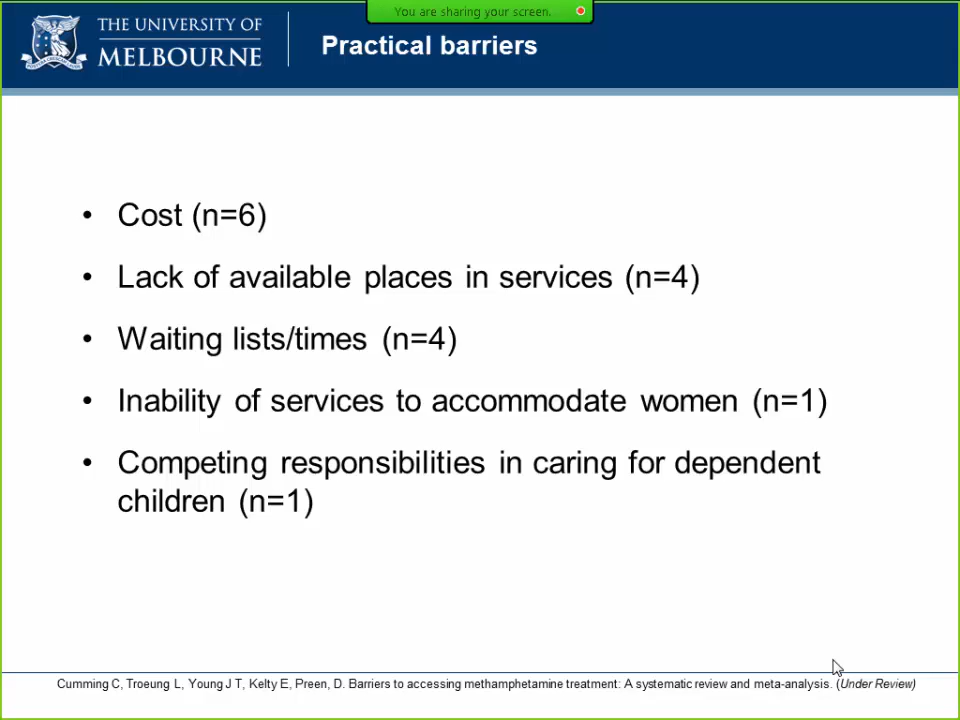 You are sharing your screen.
THE UNIVERSITY OF
MELBOURNE
Practical barriers
• Cost (n=6)
• Lack of available places in services (n=4)
• Waiting lists/times (n=4)
• Inability of services to accommodate women (n=1)
• Competing responsibilities in caring for dependent
children (n=1)
Cumming C, Troeung L, Young J T, Kelty E, Preen, D. Barriers to accessing methamphetamine treatment: A systematic review and meta-analysis. (Under Review)